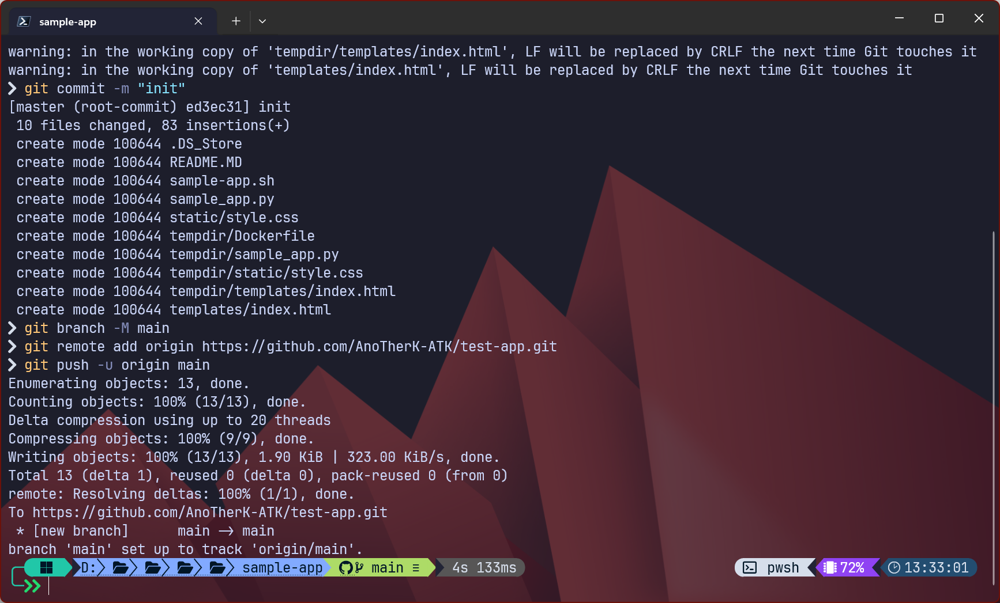 sample-app
warning: in the working copy of 'tempdir/templates/index.html', LF will be replaced by CRLF the next time Git touches it
warning: in the working copy of 'templates/index.html', LF will be replaced by CRLF the next time Git touches it
❯ git commit -m "init"
[master (root-commit) ed3ec31] init
 10 files changed, 83 insertions(+)
 create mode 100644 .DS_Store
 create mode 100644 README.MD
 create mode 100644 sample-app.sh
 create mode 100644 sample_app.py
 create mode 100644 static/style.css
 create mode 100644 tempdir/Dockerfile
 create mode 100644 tempdir/sample_app.py
 create mode 100644 tempdir/static/style.css
 create mode 100644 tempdir/templates/index.html
 create mode 100644 templates/index.html
❯ git branch -M main
❯ git remote add origin https://github.com/AnoTherK-ATK/test-app.git
❯ git push -u origin main
Enumerating objects: 13, done.
Counting objects: 100% (13/13), done.
Delta compression using up to 20 threads
Compressing objects: 100% (9/9), done.
Writing objects: 100% (13/13), 1.90 KiB | 323.00 KiB/s, done.
Total 13 (delta 1), reused 0 (delta 0), pack-reused 0 (from 0)
remote: Resolving deltas: 100% (1/1), done.
To https://github.com/AnoTherK-ATK/test-app.git
 * [new branch]      main -> main
branch 'main' set up to track 'origin/main'.
D: sample-app main ≡ 4s 133ms pwsh 72% 13:33:01